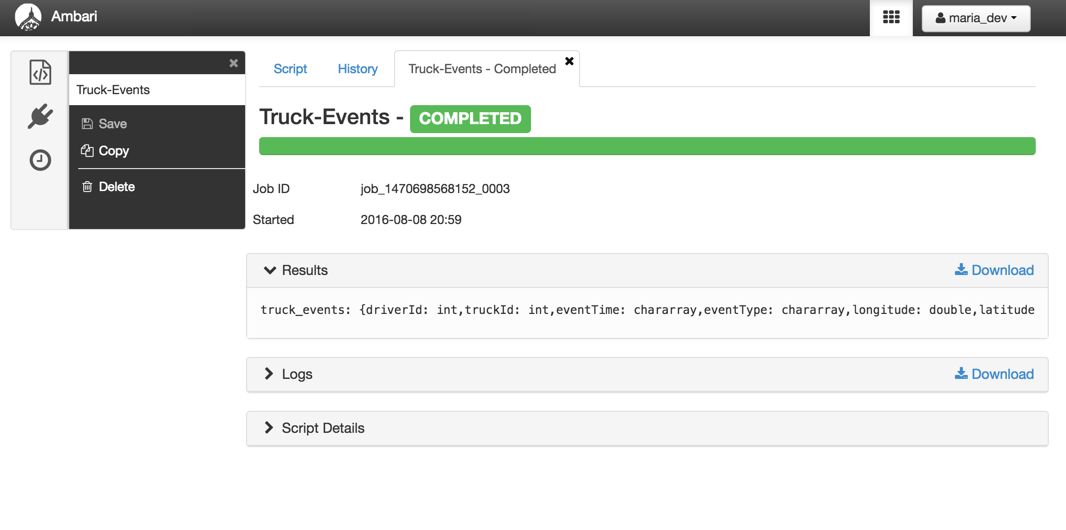 Ambari
maria_dev
Truck-Events
Save
Copy
Delete
Script History Truck-Events - Completed
Truck-Events - COMPLETED
Job ID job_1470698568152_0003
Started 2016-08-08 20:59
Results Download
truck_events: {driverId: int,truckId: int,eventTime: chararray,eventType: chararray,longitude: double,latitude
Logs Download
Script Details